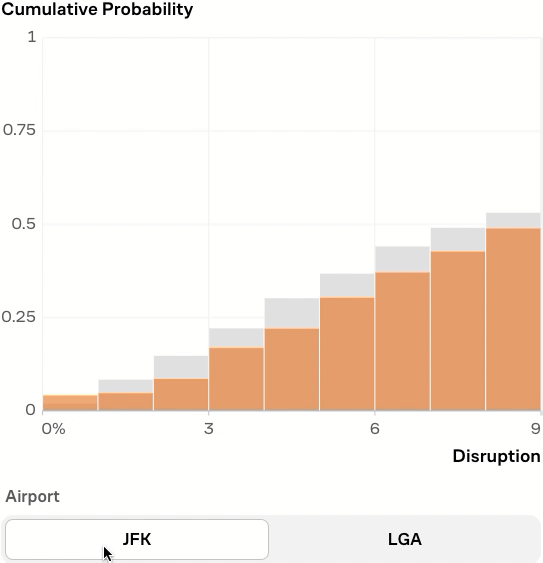 Cumulative Probability
1
0.75
0.5
0.25
0
0% 3 6 9
Disruption
Airport
JFK LGA